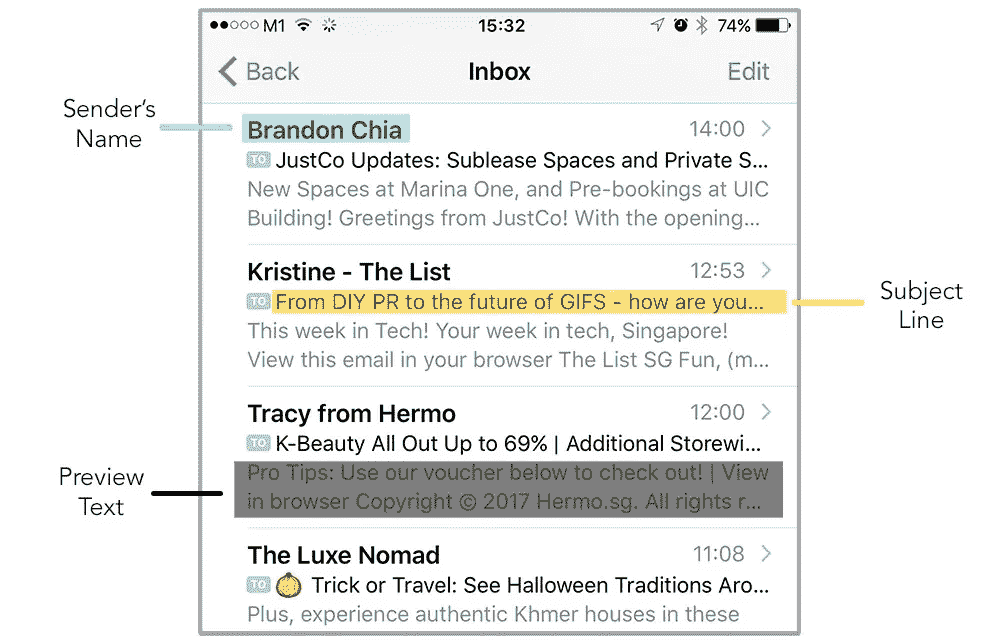 M1 15:32 74%
Back Inbox Edit
Sender's
Name
Brandon Chia 14:00
TO JustCo Updates: Sublease Spaces and Private S...
New Spaces at Marina One, and Pre-bookings at UIC
Building! Greetings from JustCo! With the opening...
Kristine - The List 12:53
TO From DIY PR to the future of GIFS - how are you...
Subject
Line
This week in Tech! Your week in tech, Singapore!
View this email in your browser The List SG Fun, (m...
Tracy from Hermo 12:00
TO K-Beauty All Out Up to 69% | Additional Storewi...
Preview
Text
Pro Tips: Use our voucher below to check out! | View
in browser Copyright © 2017 Hermo.sg. All rights r...
The Luxe Nomad 11:08
TO Trick or Travel: See Halloween Traditions Aro...
Plus, experience authentic Khmer houses in these